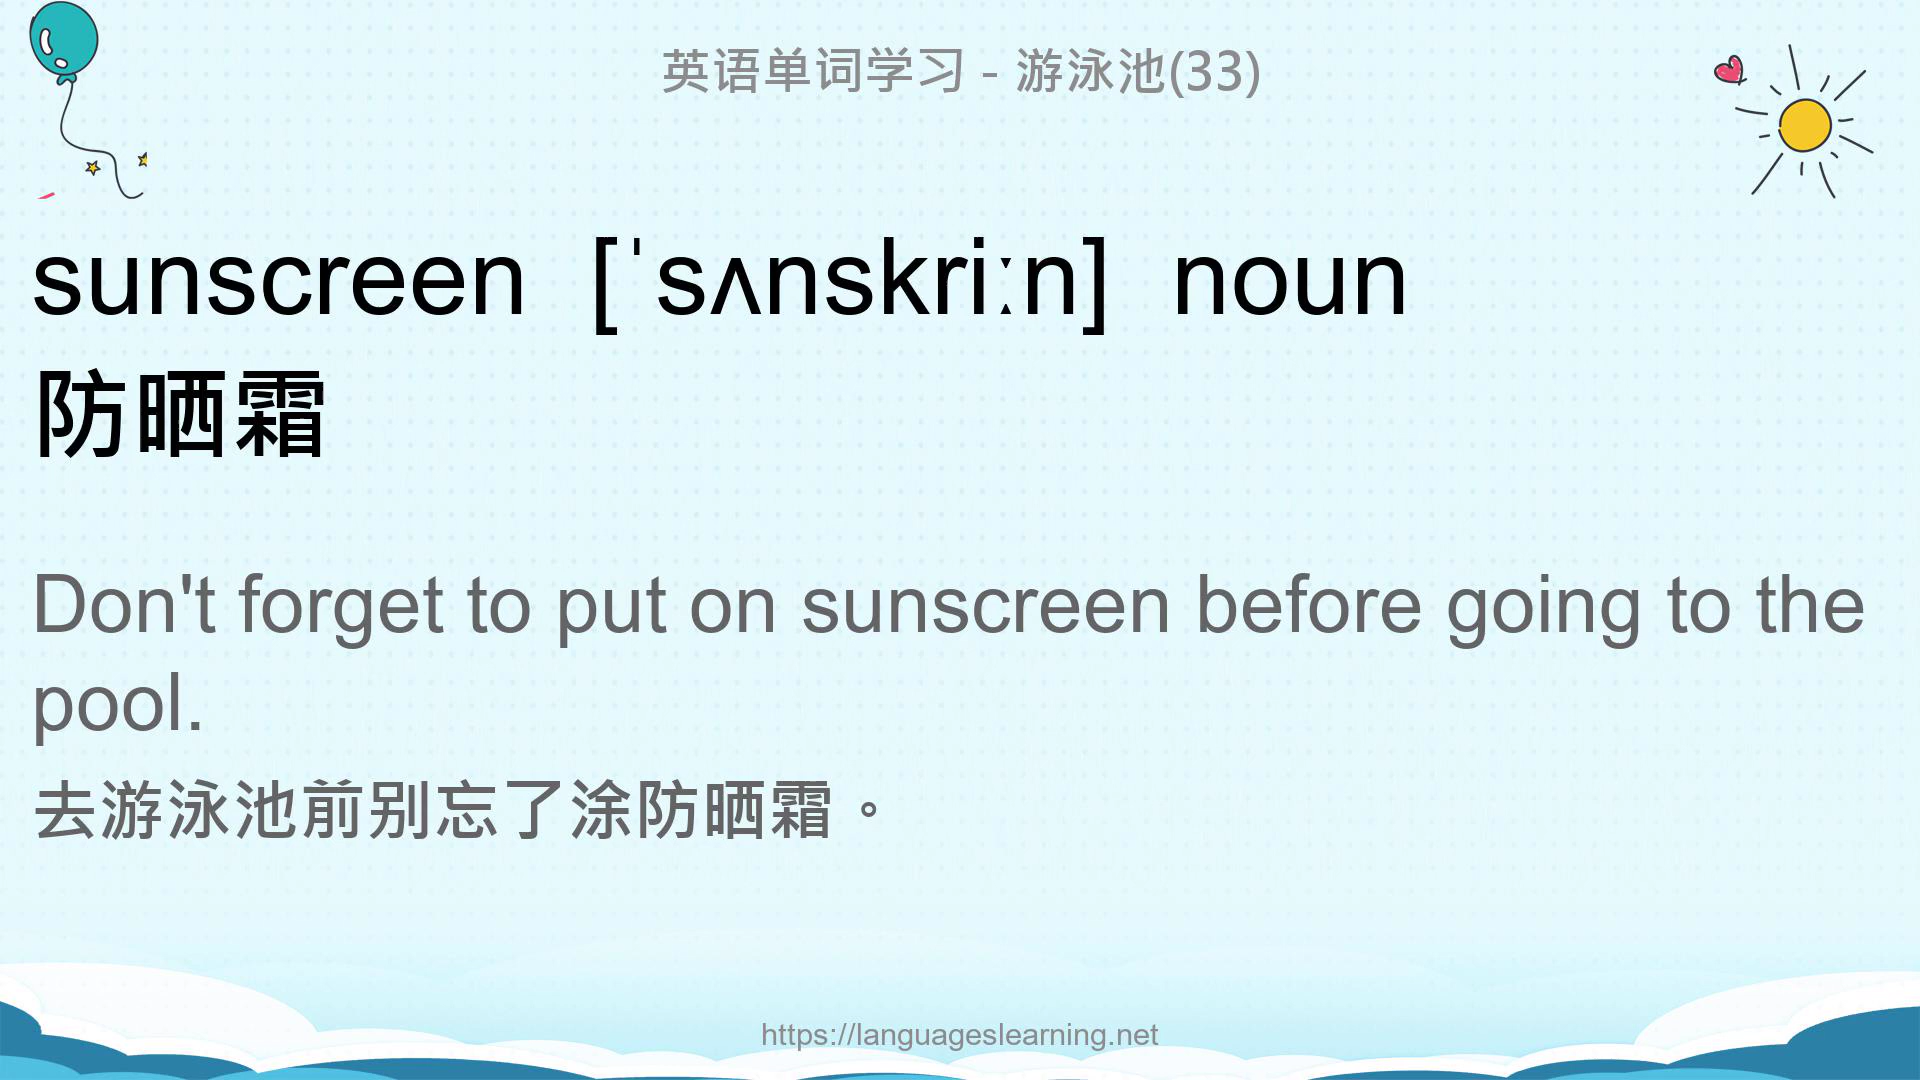 英语单词学习 - 游泳池(33)
sunscreen [ˈsʌnskriːn] noun
防晒霜
Don't forget to put on sunscreen before going to the
pool.
去游泳池前别忘了涂防晒霜。
https://languageslearning.net